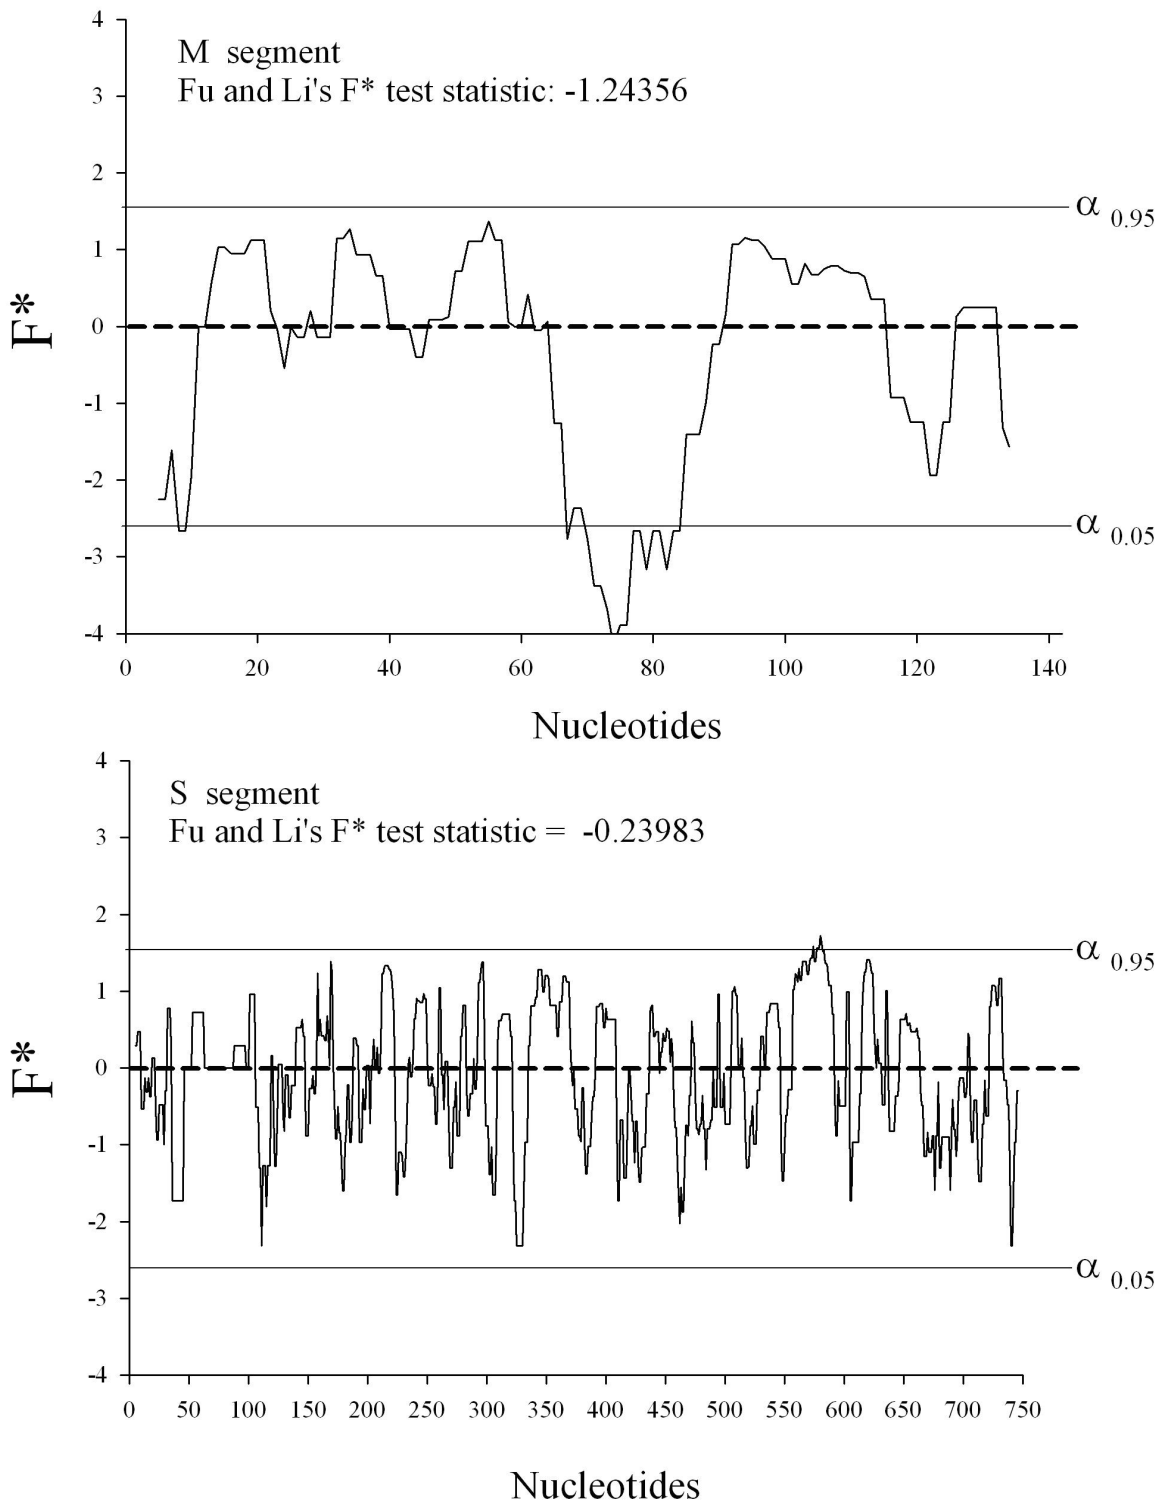 M segment
Fu and Li's F* test statistic: -1.24356
4
3
2
1
0
-1
-2
-3
-4
F*
α 0.95
α 0.05
0 20 40 60 80 100 120 140
Nucleotides
S segment
Fu and Li's F* test statistic = -0.23983
4
3
2
1
0
-1
-2
-3
-4
F*
α 0.95
α 0.05
0 50 100 150 200 250 300 350 400 450 500 550 600 650 700 750
Nucleotides